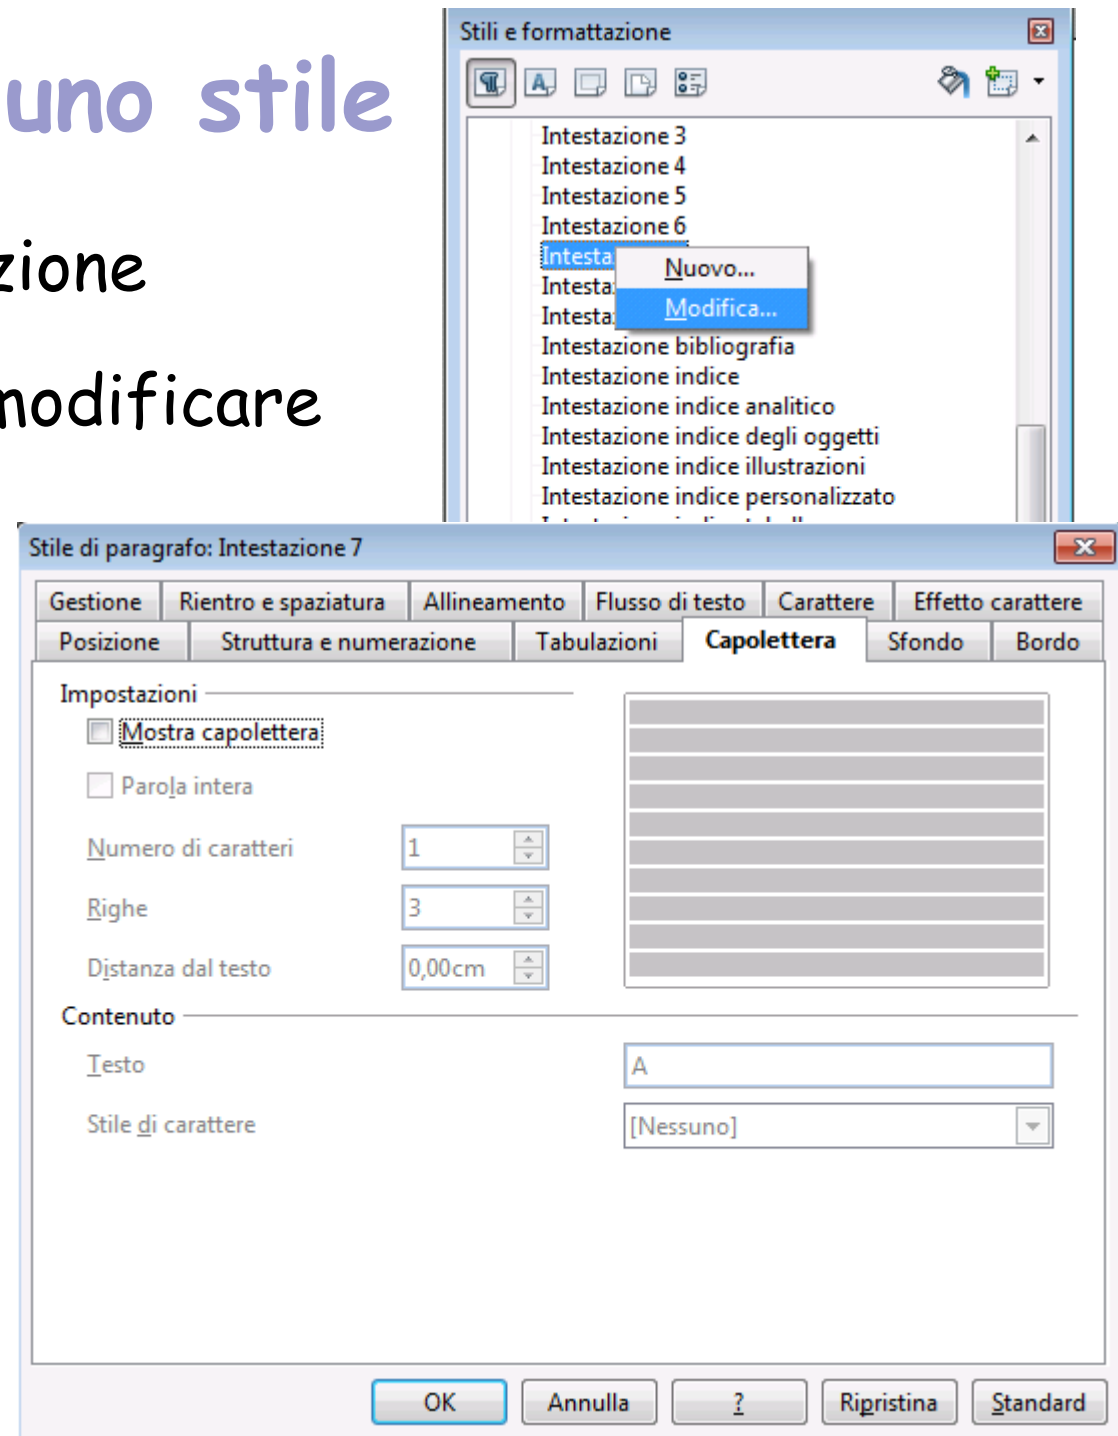 uno stile
zione
modificare
Stili e formattazione
Intestazione 3
Intestazione 4
Intestazione 5
Intestazione 6
Intesta
Nuovo...
Intesta
Modifica...
Intesta
Intestazione bibliografia
Intestazione indice
Intestazione indice analitico
Intestazione indice degli oggetti
Intestazione indice illustrazioni
Intestazione indice personalizzato
Stile di paragrafo: Intestazione 7
Gestione Rientro e spaziatura Allineamento Flusso di testo Carattere Effetto carattere
Posizione Struttura e numerazione Tabulazioni Capolettera Sfondo Bordo
Impostazioni
Mostra capolettera
Parola intera
Numero di caratteri 1
Righe 3
Distanza dal testo 0,00cm
Contenuto
Testo A
Stile di carattere [Nessuno]
OK Annulla ? Ripristina Standard